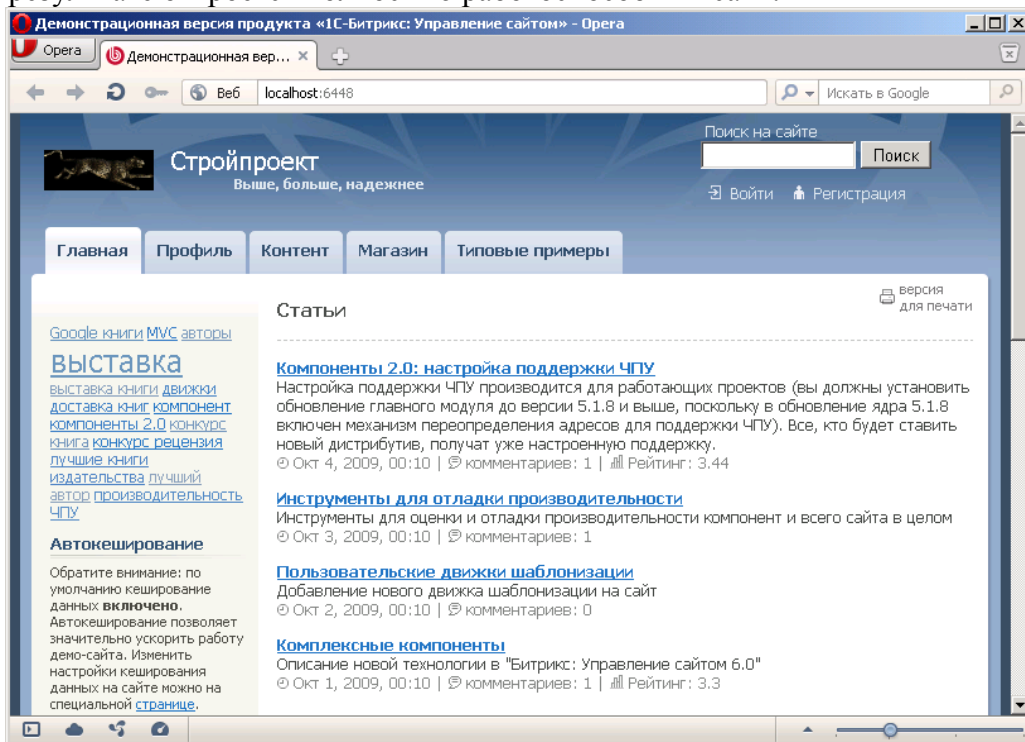 Демонстрационная версия продукта «1С-Битрикс: Управление сайтом» - Opera
Opera
Демонстрационная вер...
Веб
localhost:6448
Искать в Google
Стройпроект
Выше, больше, надежнее
Поиск на сайте
Поиск
Войти
Регистрация
Главная
Профиль
Контент
Магазин
Типовые примеры
Google книги MVC авторы
выставка
выставка книги движки
доставка книг компонент
компоненты 2.0 конкурс
книга конкурс рецензия
лучшие книги
издательства лучший
автор производительность
ЧПУ
Автокеширование
Обратите внимание: по
умолчанию кеширование
данных включено.
Автокеширование позволяет
значительно ускорить работу
демо-сайта. Изменить
настройки кеширования
данных на сайте можно на
специальной странице.
Статьи
версия
для печати
Компоненты 2.0: настройка поддержки ЧПУ
Настройка поддержки ЧПУ производится для работающих проектов (вы должны установить
обновление главного модуля до версии 5.1.8 и выше, поскольку в обновление ядра 5.1.8
включен механизм переопределения адресов для поддержки ЧПУ). Все, кто будет ставить
новый дистрибутив, получат уже настроенную поддержку.
Окт 4, 2009, 00:10 | комментариев: 1 | Рейтинг: 3.44
Инструменты для отладки производительности
Инструменты для оценки и отладки производительности компонент и всего сайта в целом
Окт 3, 2009, 00:10 | комментариев: 1
Пользовательские движки шаблонизации
Добавление нового движка шаблонизации на сайт
Окт 2, 2009, 00:10 | комментариев: 0
Комплексные компоненты
Описание новой технологии в "Битрикс: Управление сайтом 6.0"
Окт 1, 2009, 00:10 | комментариев: 1 | Рейтинг: 3.3